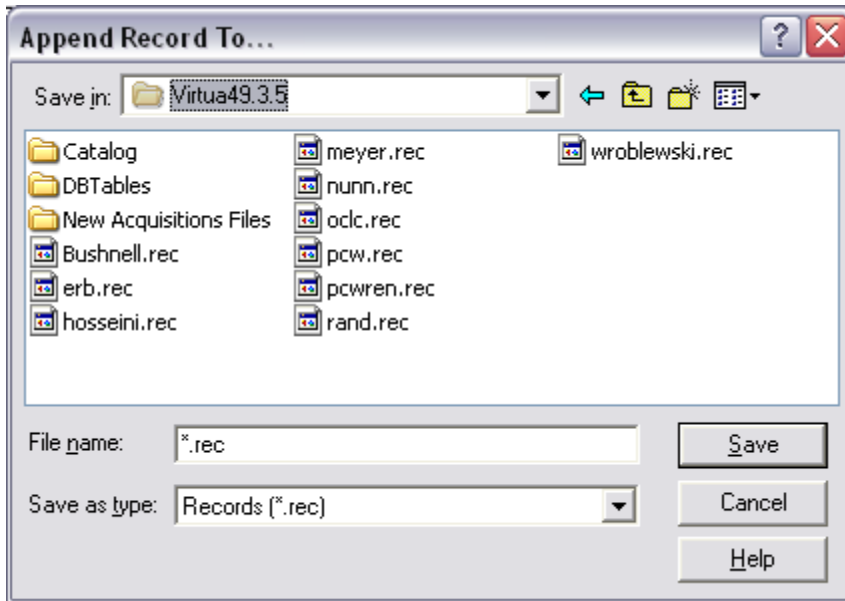 Append Record To...
Save in: Virtua49.3.5
Catalog
DBTables
New Acquisitions Files
Bushnell.rec
erb.rec
hosseini.rec
meyer.rec
nunn.rec
oclc.rec
pcw.rec
pcwren.rec
rand.rec
wroblewski.rec
File name: *.rec
Save
Save as type: Records (*.rec)
Cancel
Help